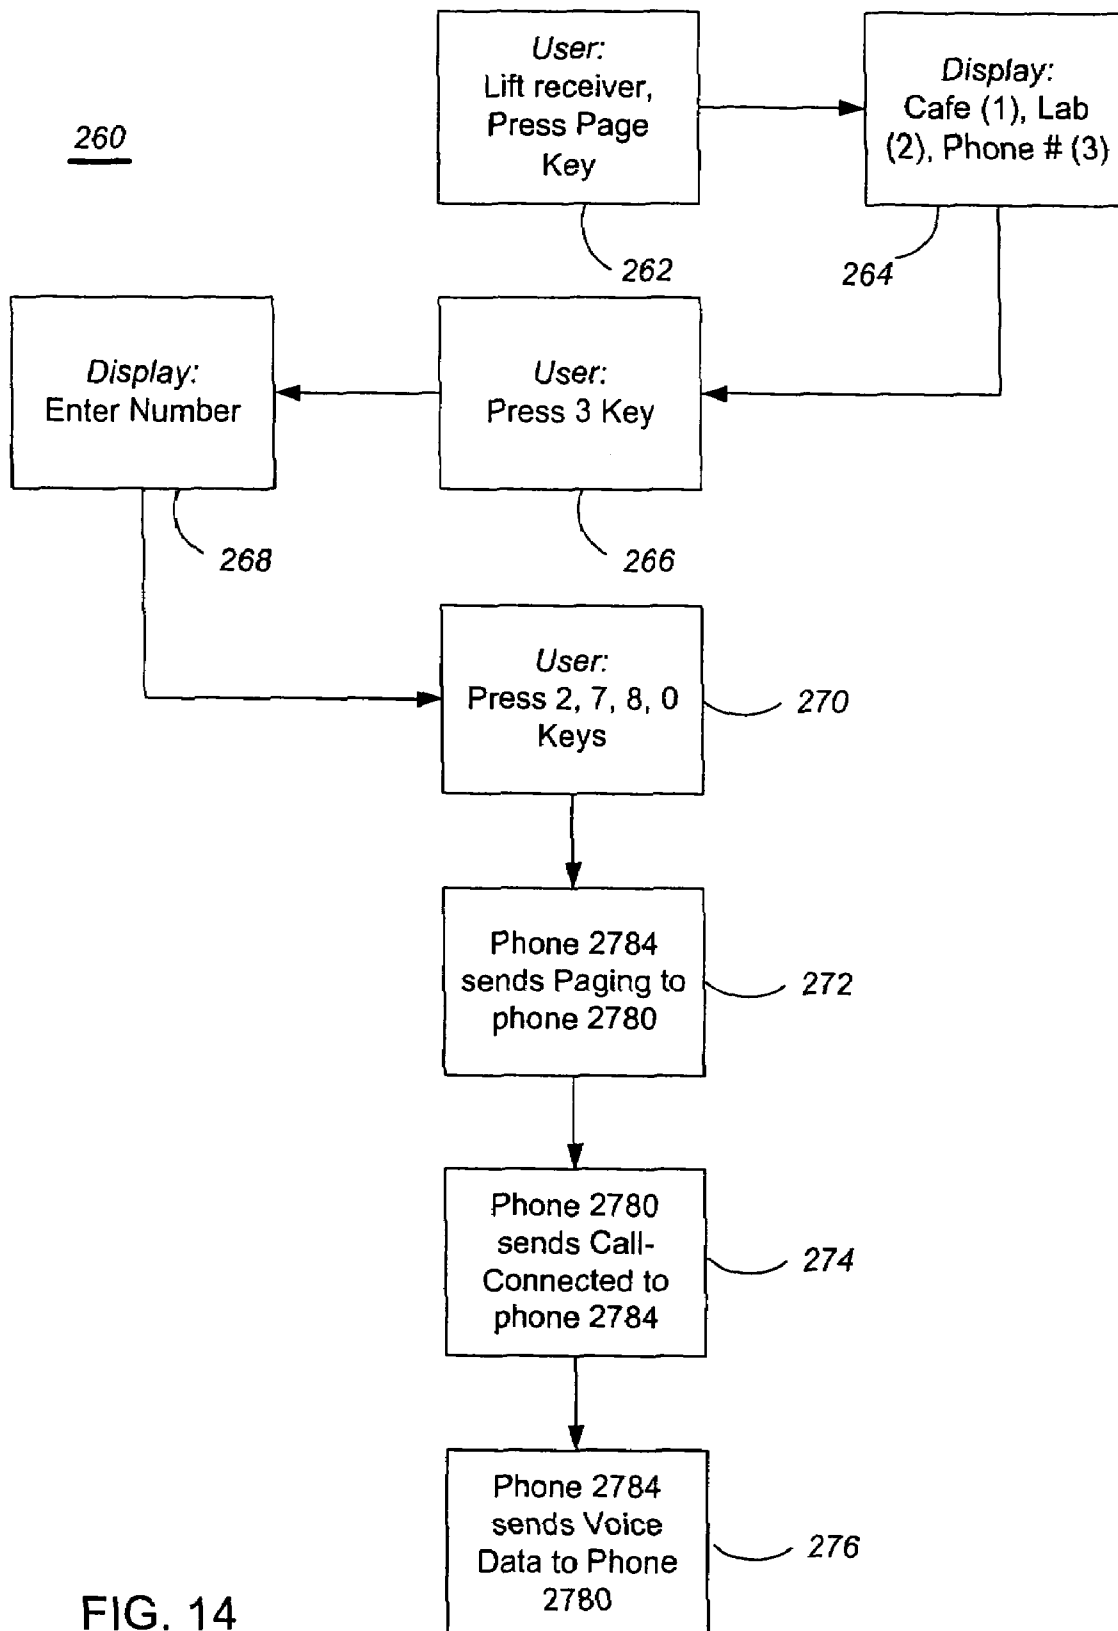 260
User:
Lift receiver,
Press Page
Key
262
Display:
Cafe (1), Lab
(2), Phone # (3)
264
User:
Press 3 Key
266
Display:
Enter Number
268
User:
Press 2, 7, 8, 0
Keys
270
Phone 2784
sends Paging to
phone 2780
272
Phone 2780
sends Call-
Connected to
phone 2784
274
Phone 2784
sends Voice
Data to Phone
2780
276
FIG. 14